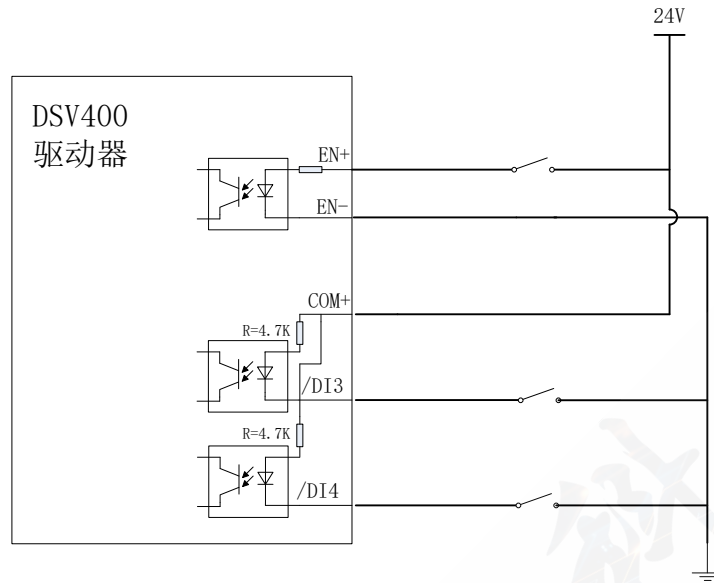 24V
DSV400
驱动器
EN+
EN-
COM+
R=4.7K
/DI3
R=4.7K
/DI4